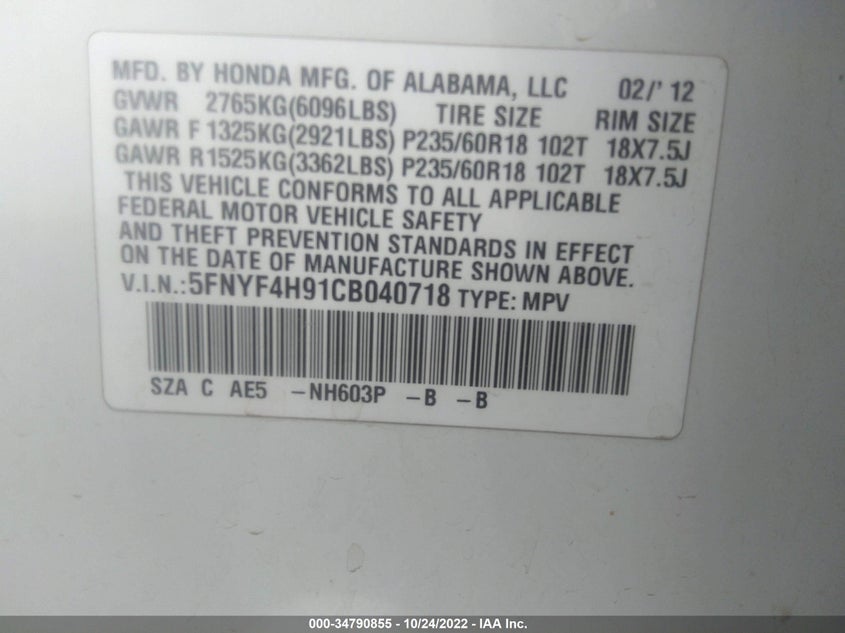 MFD. BY HONDA MFG. OF ALABAMA, LLC 02/' 12
GVWR 2765KG(6096LBS) TIRE SIZE RIM SIZE
GAWR F 1325KG(2921LBS) P235/60R18 102T 18X7.5J
GAWR R1525KG(3362LBS) P235/60R18 102T 18X7.5J
THIS VEHICLE CONFORMS TO ALL APPLICABLE
FEDERAL MOTOR VEHICLE SAFETY
AND THEFT PREVENTION STANDARDS IN EFFECT
ON THE DATE OF MANUFACTURE SHOWN ABOVE.
V.I.N.:5FNYF4H91CB040718 TYPE: MPV
SZA C AE5 -NH603P -B -B
000-34790855 - 10/24/2022 - IAA Inc.